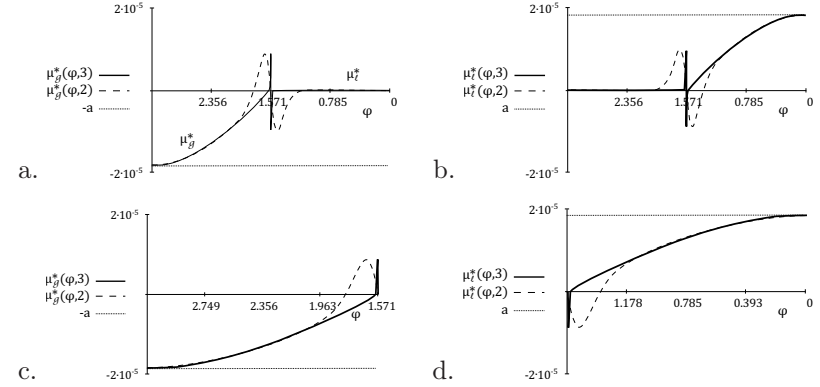 2·10⁻⁵
μ*g(φ,3)
μ*g(φ,2)
-a
μ*g
μ*t
2.356
1.571
0.785
0
φ
-2·10⁻⁵
a.
2·10⁻⁵
μ*t(φ,3)
μ*t(φ,2)
a
2.356
1.571
0.785
0
φ
-2·10⁻⁵
b.
2·10⁻⁵
μ*g(φ,3)
μ*g(φ,2)
-a
2.749
2.356
1.963
1.571
φ
-2·10⁻⁵
c.
2·10⁻⁵
μ*t(φ,3)
μ*t(φ,2)
a
1.178
0.785
0.393
0
φ
-2·10⁻⁵
d.